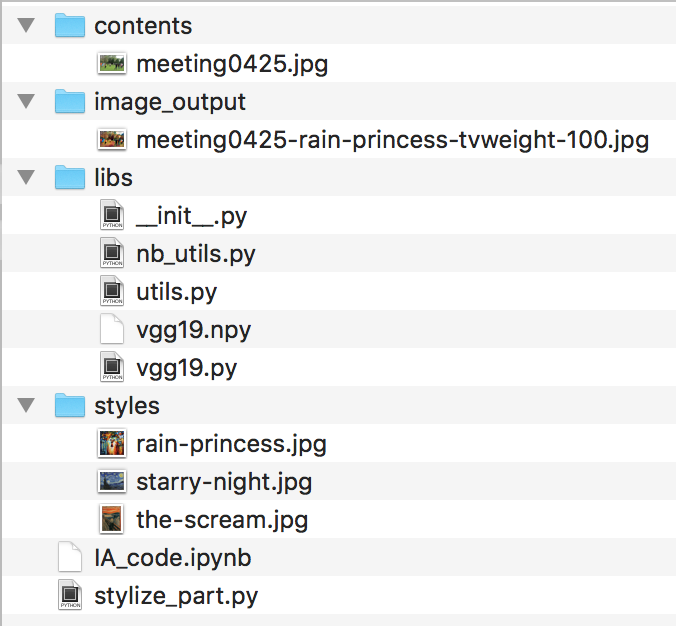 contents
meeting0425.jpg
image_output
meeting0425-rain-princess-tvweight-100.jpg
libs
__init__.py
PYTHON
nb_utils.py
PYTHON
utils.py
PYTHON
vgg19.npy
vgg19.py
PYTHON
styles
rain-princess.jpg
starry-night.jpg
the-scream.jpg
IA_code.ipynb
stylize_part.py
PYTHON